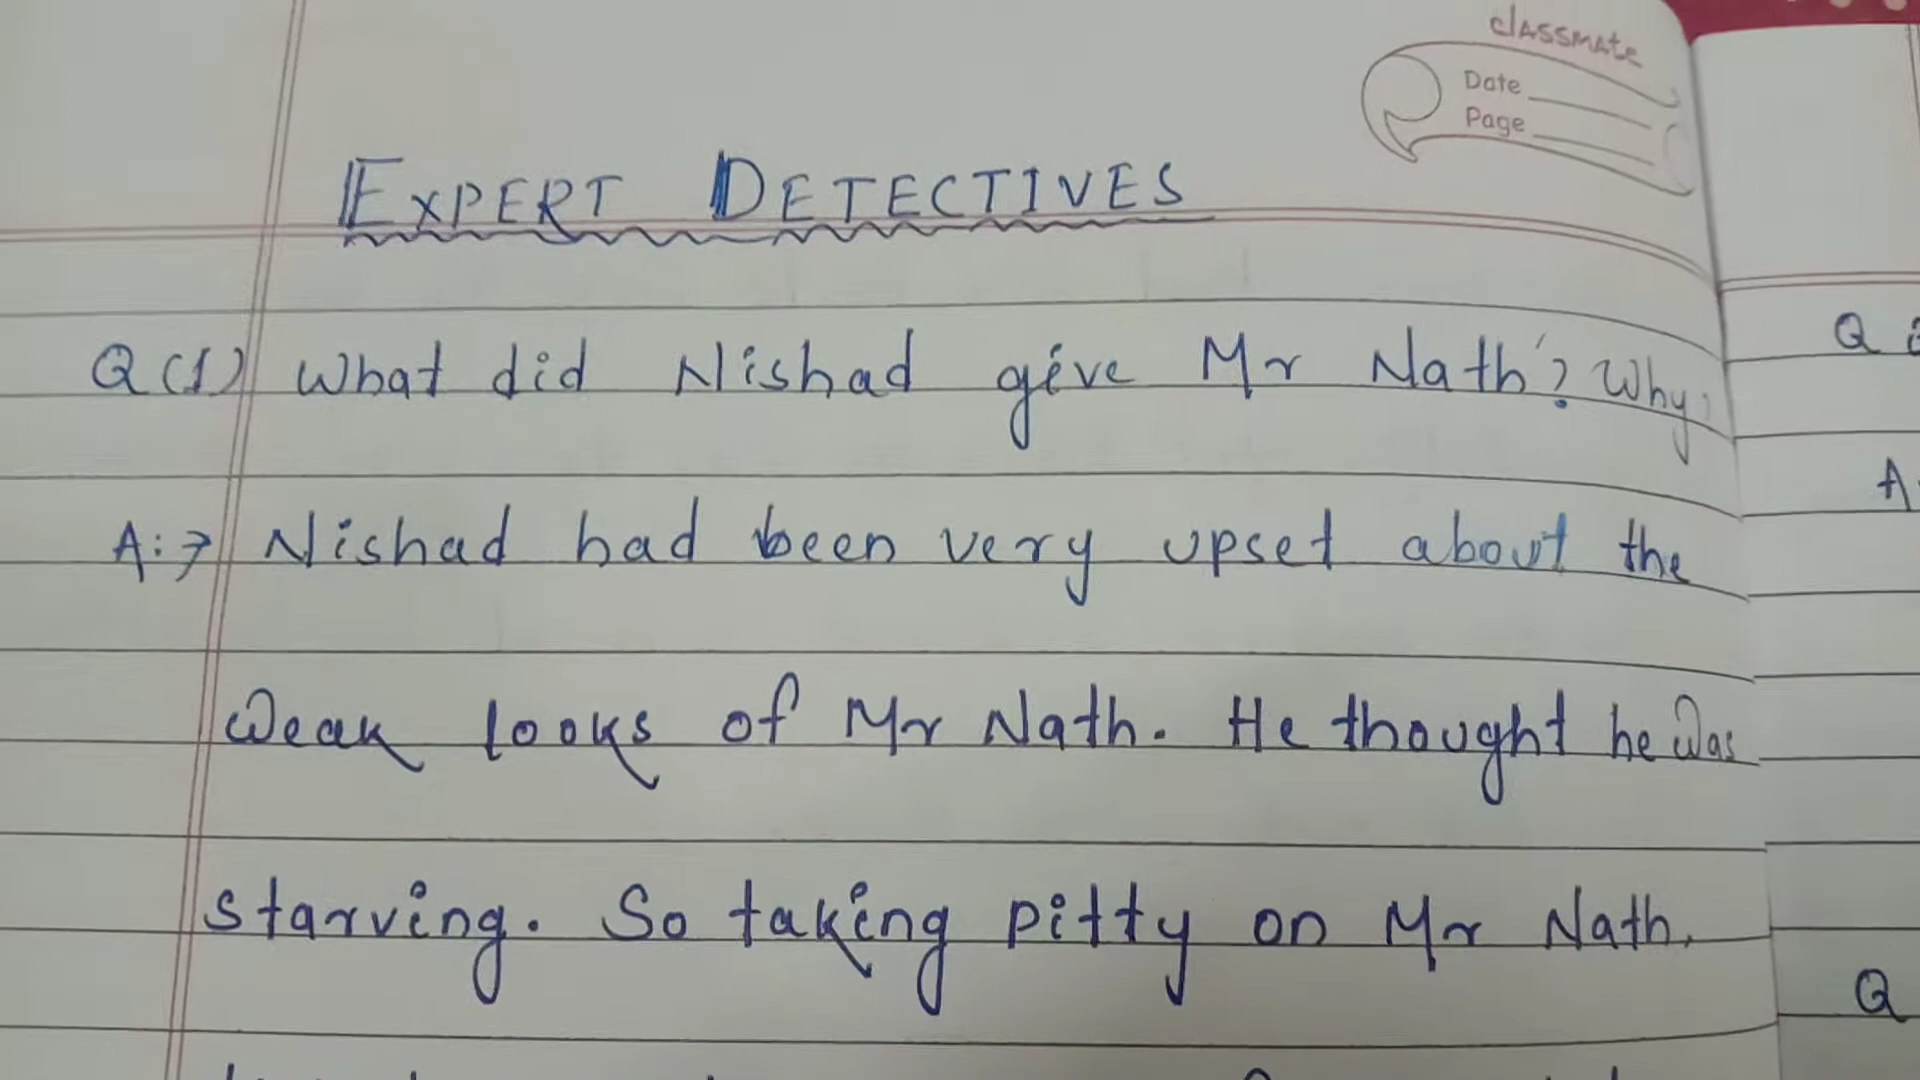 classmate
Date
Page
EXPERT DETECTIVES
Q(1) What did Nishad give Mr Nath? Why?
A:→ Nishad had been very upset about the
Weak looks of Mr Nath. He thought he was
starving. So taking pitty on Mr Nath,
Q
A
Q